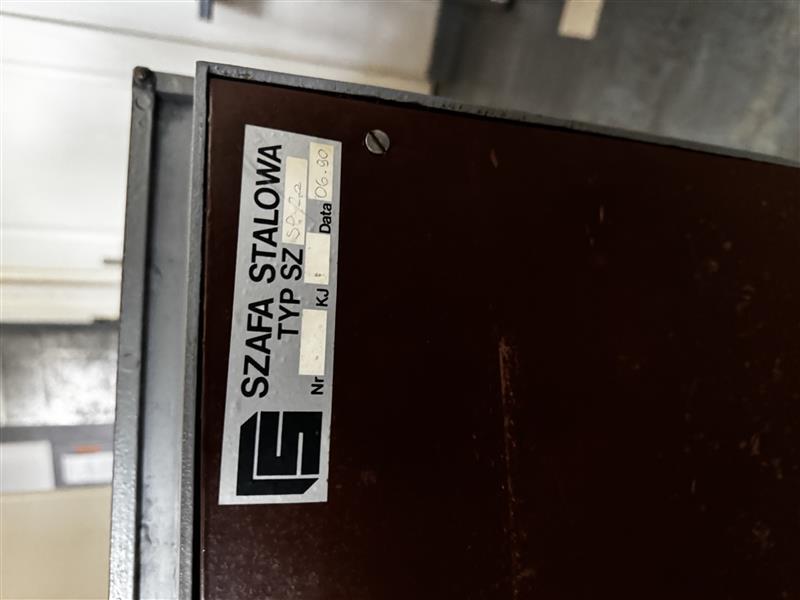 SZAFA STALOWA
TYP SZ
Nr KJ Data 06.90